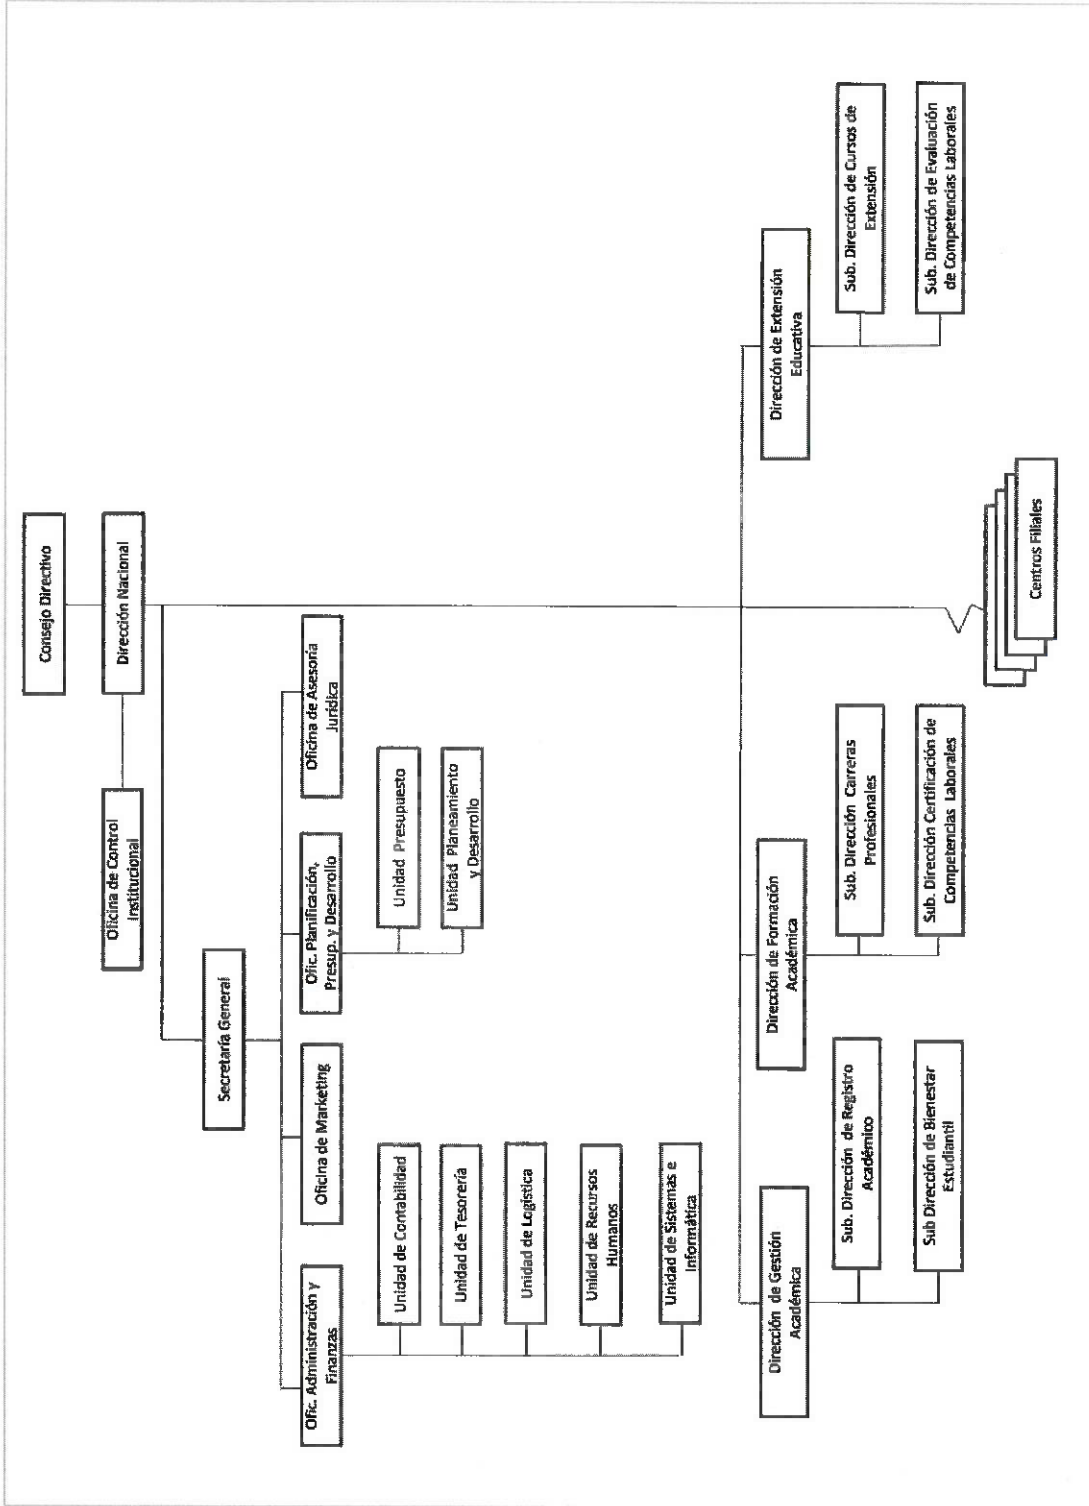 Consejo Directivo
Dirección Nacional
Oficina de Control
Institucional
Secretaría General
Ofic. Administración y
Finanzas
Oficina de Marketing
Ofic. Planificación,
Presup. y Desarrollo
Oficina de Asesoría
Jurídica
Unidad de Contabilidad
Unidad de Tesorería
Unidad de Logística
Unidad de Recursos
Humanos
Unidad de Sistemas e
Informática
Unidad Presupuesto
Unidad Planeamiento
y Desarrollo
Dirección de Gestión
Académica
Sub. Dirección de Registro
Académico
Sub Dirección de Bienestar
Estudiantil
Dirección de Formación
Académica
Sub. Dirección Carreras
Profesionales
Sub. Dirección Certificación de
Competencias Laborales
Centros Filiales
Dirección de Extensión
Educativa
Sub. Dirección de Cursos de
Extensión
Sub. Dirección de Evaluación
de Competencias Laborales